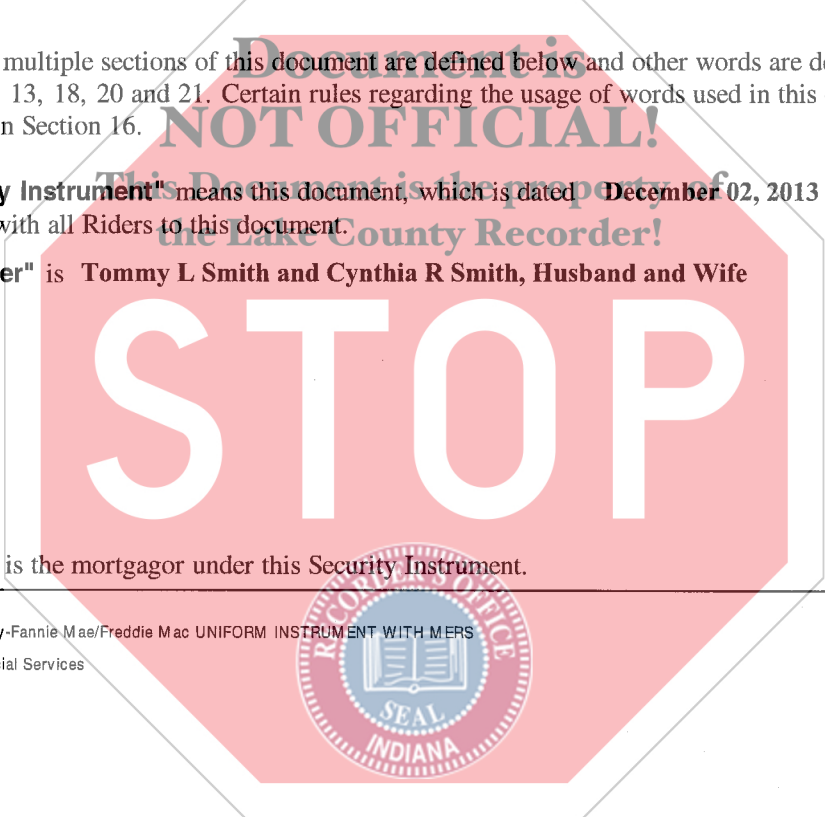 multiple sections of this document are defined below and other words are de
Document is
13, 18, 20 and 21. Certain rules regarding the usage of words used in this
n Section 16.
NOT OFFICIAL!
y Instrument" means this document, which is dated December 02, 2013
This Document is the property of
with all Riders to this document.
the Lake County Recorder!
er" is Tommy L Smith and Cynthia R Smith, Husband and Wife
STOP
is the mortgagor under this Security Instrument.
y-Fannie Mae/Freddie Mac UNIFORM INSTRUMENT WITH MERS
cial Services
RECORDER'S OFFICE
SEAL
INDIANA